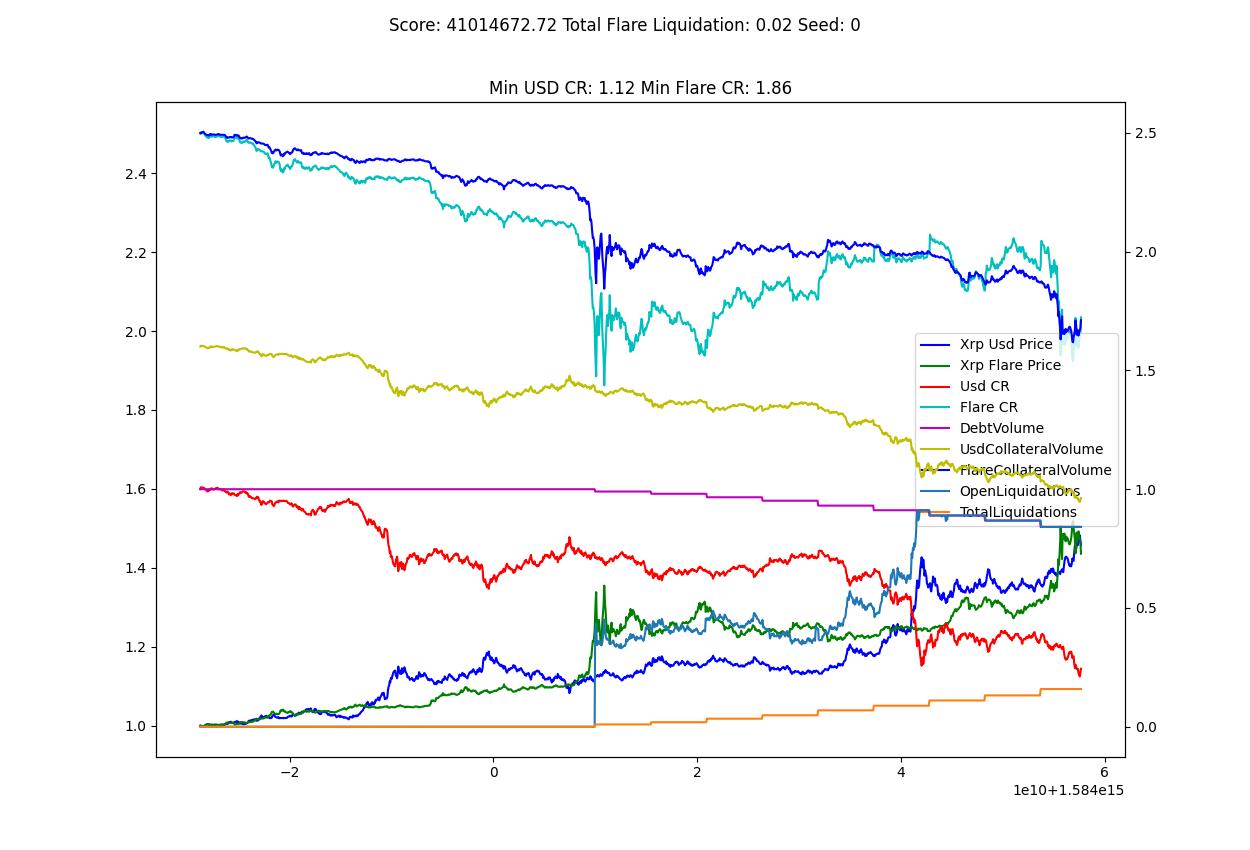 Score: 41014672.72 Total Flare Liquidation: 0.02 Seed: 0
Min USD CR: 1.12 Min Flare CR: 1.86
2.4
2.2
2.0
1.8
1.6
1.4
1.2
1.0
2.5
2.0
1.5
1.0
0.5
0.0
Xrp Usd Price
Xrp Flare Price
Usd CR
Flare CR
DebtVolume
UsdCollateralVolume
FlareCollateralVolume
OpenLiquidations
TotalLiquidations
−2 0 2 4 6
1e10+1.584e15